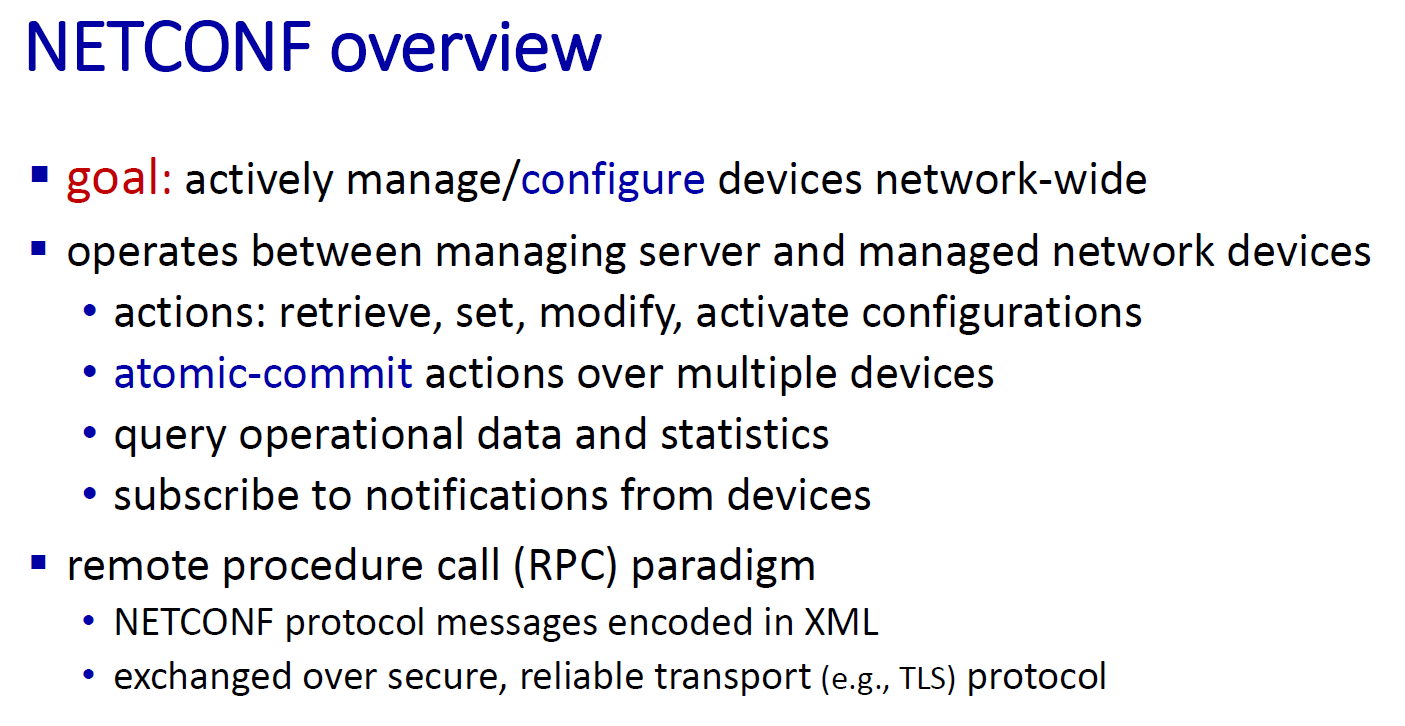 NETCONF overview
▪ goal: actively manage/configure devices network-wide
▪ operates between managing server and managed network devices
• actions: retrieve, set, modify, activate configurations
• atomic-commit actions over multiple devices
• query operational data and statistics
• subscribe to notifications from devices
▪ remote procedure call (RPC) paradigm
• NETCONF protocol messages encoded in XML
• exchanged over secure, reliable transport (e.g., TLS) protocol